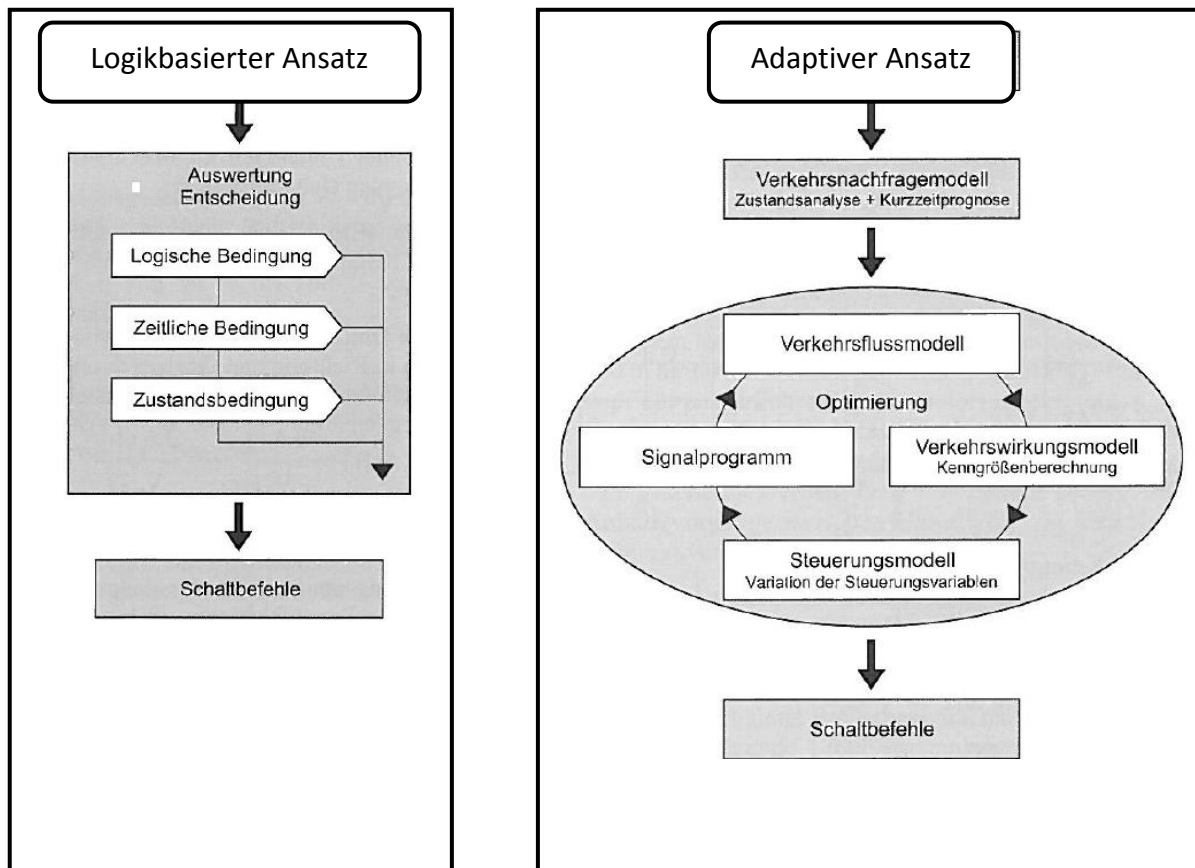 Logikbasierter Ansatz
Auswertung
Entscheidung
Logische Bedingung
Zeitliche Bedingung
Zustandsbedingung
Schaltbefehle
Adaptiver Ansatz
Verkehrsnachfragemodell
Zustandsanalyse + Kurzzeitprognose
Verkehrsflussmodell
Optimierung
Signalprogramm
Verkehrswirkungsmodell
Kenngrößenberechnung
Steuerungsmodell
Variation der Steuerungsvariablen
Schaltbefehle